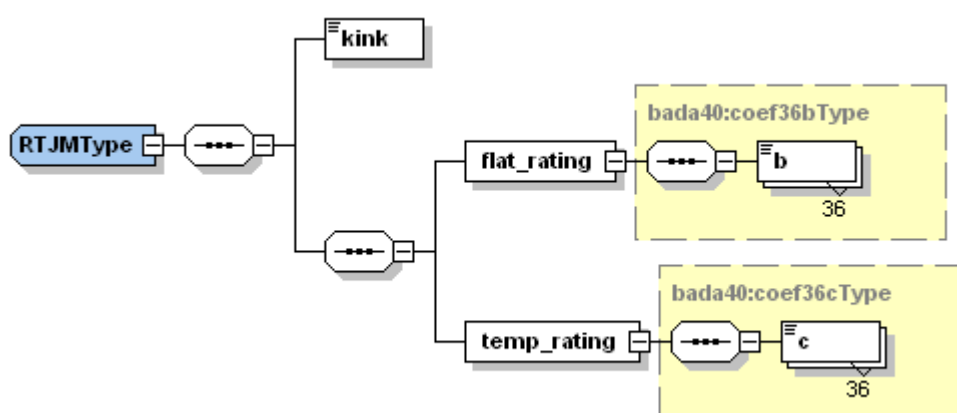 kink
bada40:coef36bType
RTJMType
flat_rating
b
36
bada40:coef36cType
temp_rating
c
36